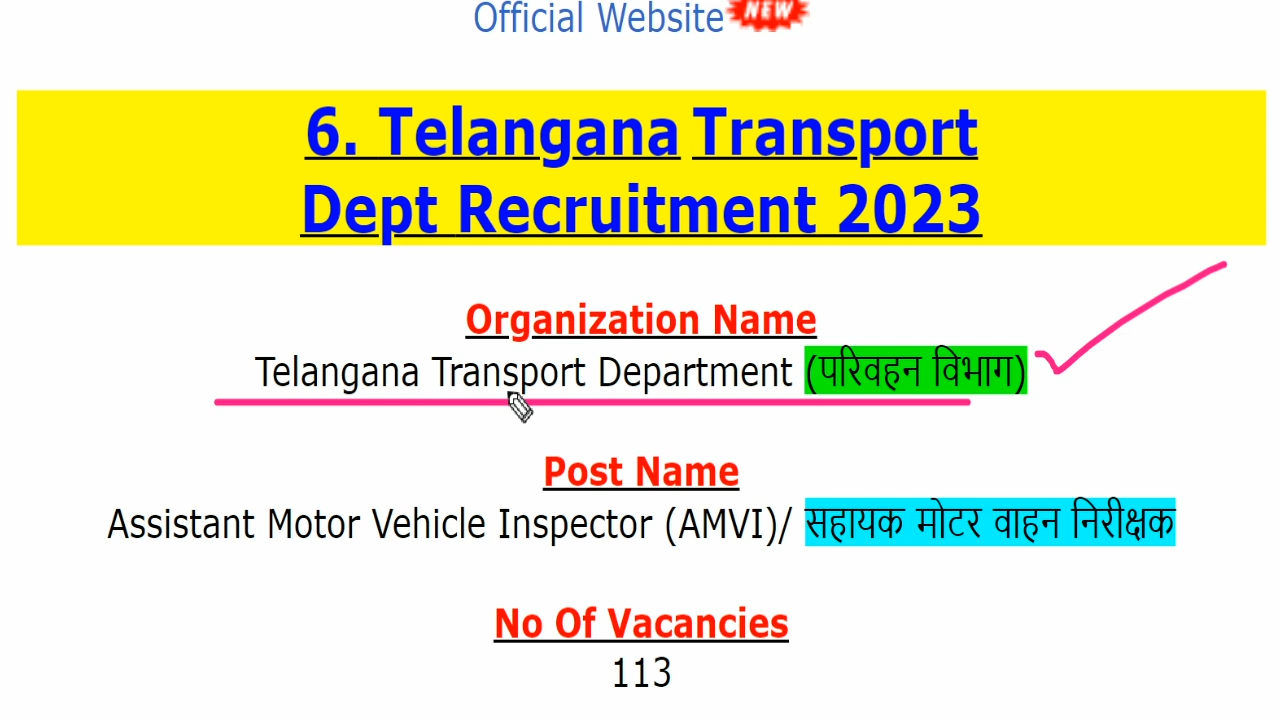 Official Website NEW
6. Telangana Transport
Dept Recruitment 2023
Organization Name
Telangana Transport Department (परिवहन विभाग)
Post Name
Assistant Motor Vehicle Inspector (AMVI)/ सहायक मोटर वाहन निरीक्षक
No Of Vacancies
113